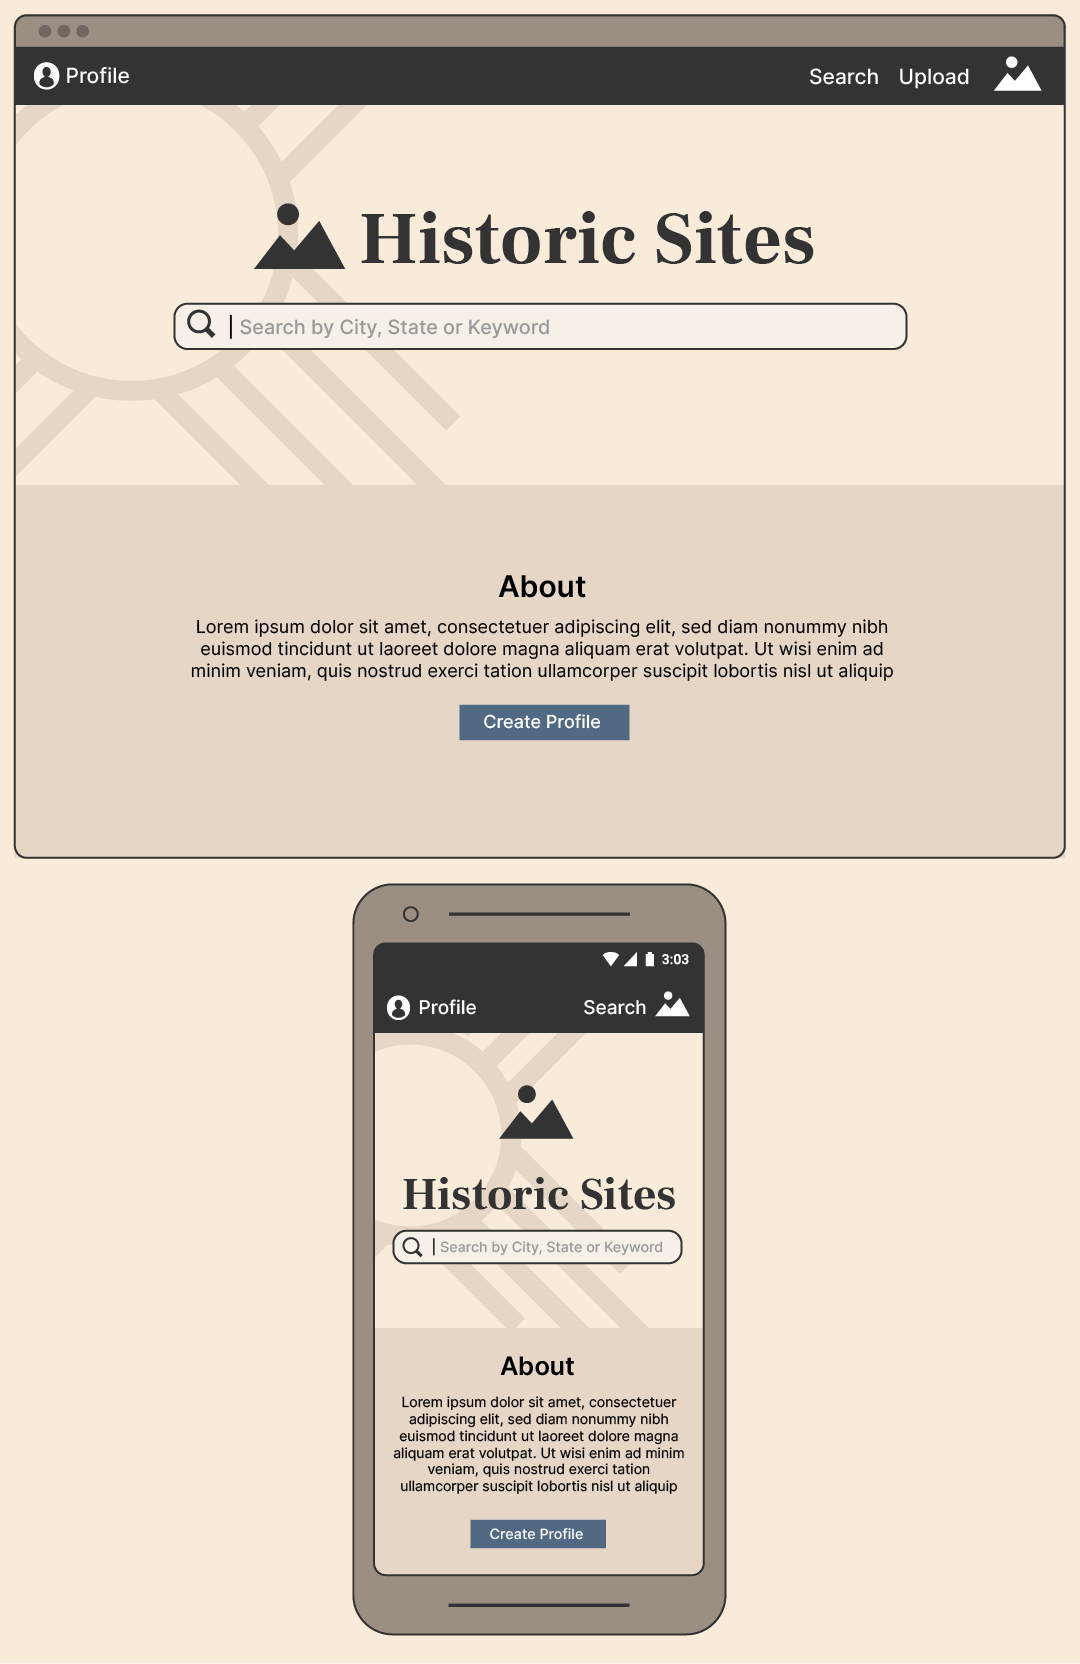 Profile
Search Upload
Historic Sites
Search by City, State or Keyword
About
Lorem ipsum dolor sit amet, consectetuer adipiscing elit, sed diam nonummy nibh
euismod tincidunt ut laoreet dolore magna aliquam erat volutpat. Ut wisi enim ad
minim veniam, quis nostrud exerci tation ullamcorper suscipit lobortis nisl ut aliquip
Create Profile
3:03
Profile
Search
Historic Sites
Search by City, State or Keyword
About
Lorem ipsum dolor sit amet, consectetuer
adipiscing elit, sed diam nonummy nibh
euismod tincidunt ut laoreet dolore magna
aliquam erat volutpat. Ut wisi enim ad minim
veniam, quis nostrud exerci tation
ullamcorper suscipit lobortis nisl ut aliquip
Create Profile